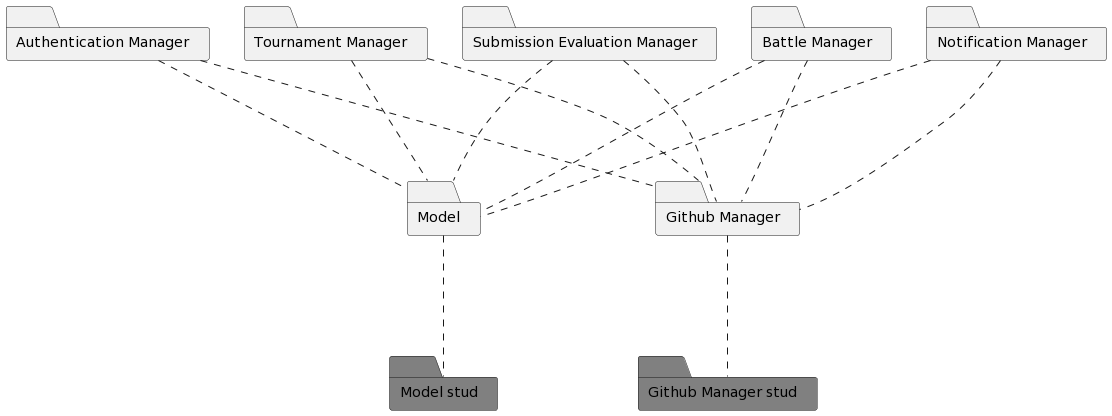 Authentication Manager
Tournament Manager
Submission Evaluation Manager
Battle Manager
Notification Manager
Model
Github Manager
Model stud
Github Manager stud